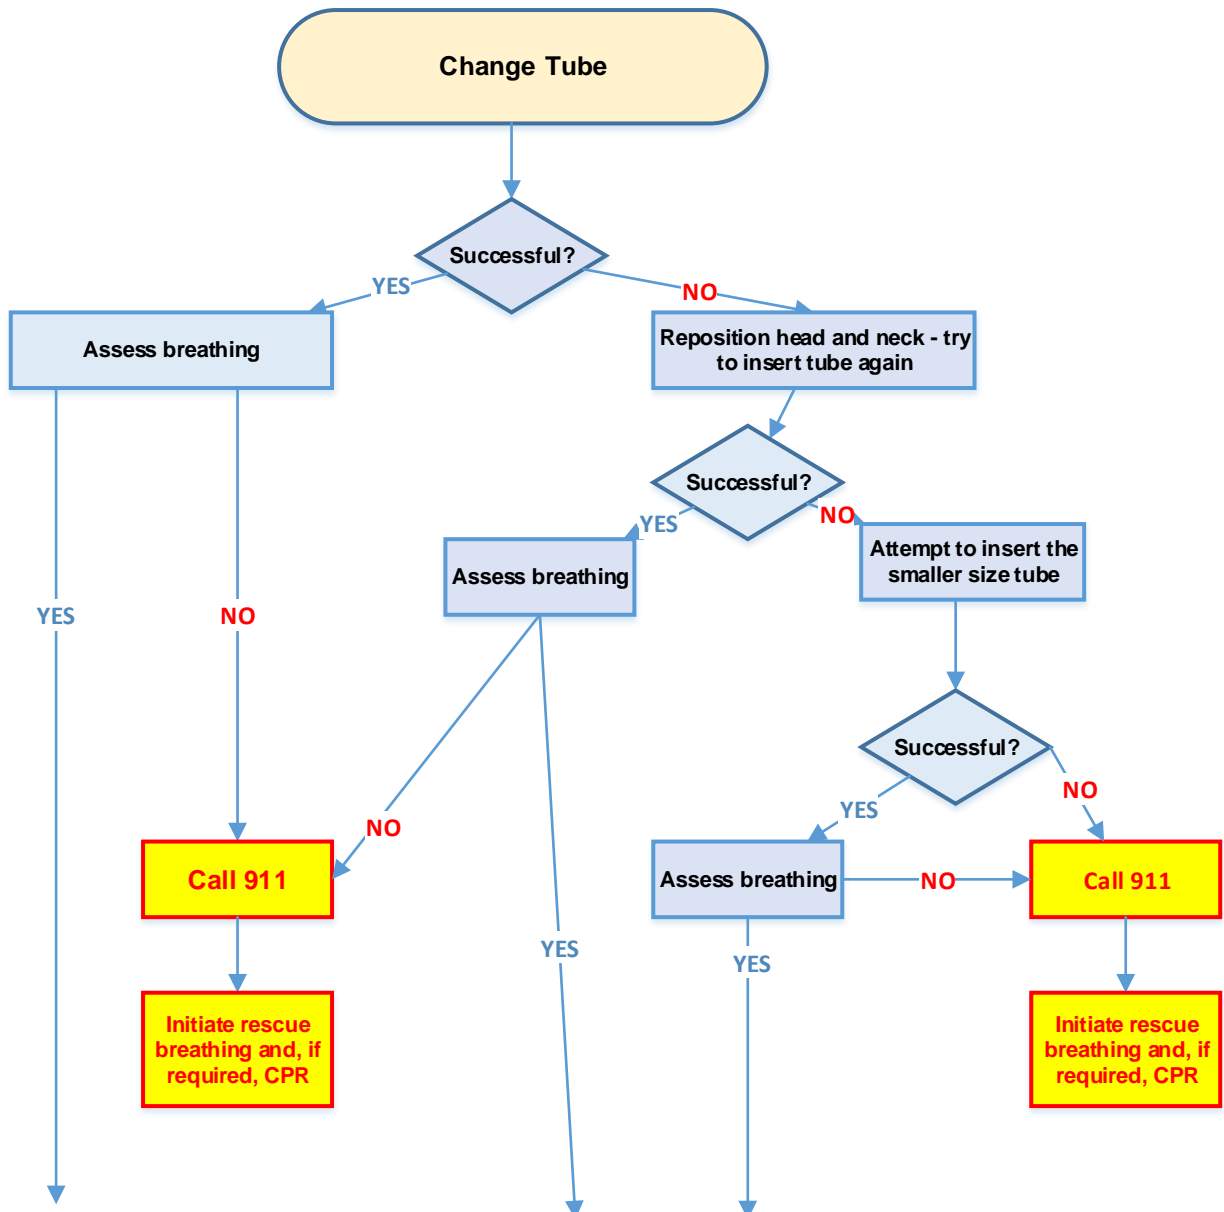 Change Tube
Successful?
YES
NO
Assess breathing
Reposition head and neck - try
to insert tube again
Successful?
YES
NO
Assess breathing
Attempt to insert the
smaller size tube
YES
NO
Successful?
YES
NO
NO
Call 911
Assess breathing
NO
Call 911
YES
YES
Initiate rescue
breathing and, if
required, CPR
Initiate rescue
breathing and, if
required, CPR